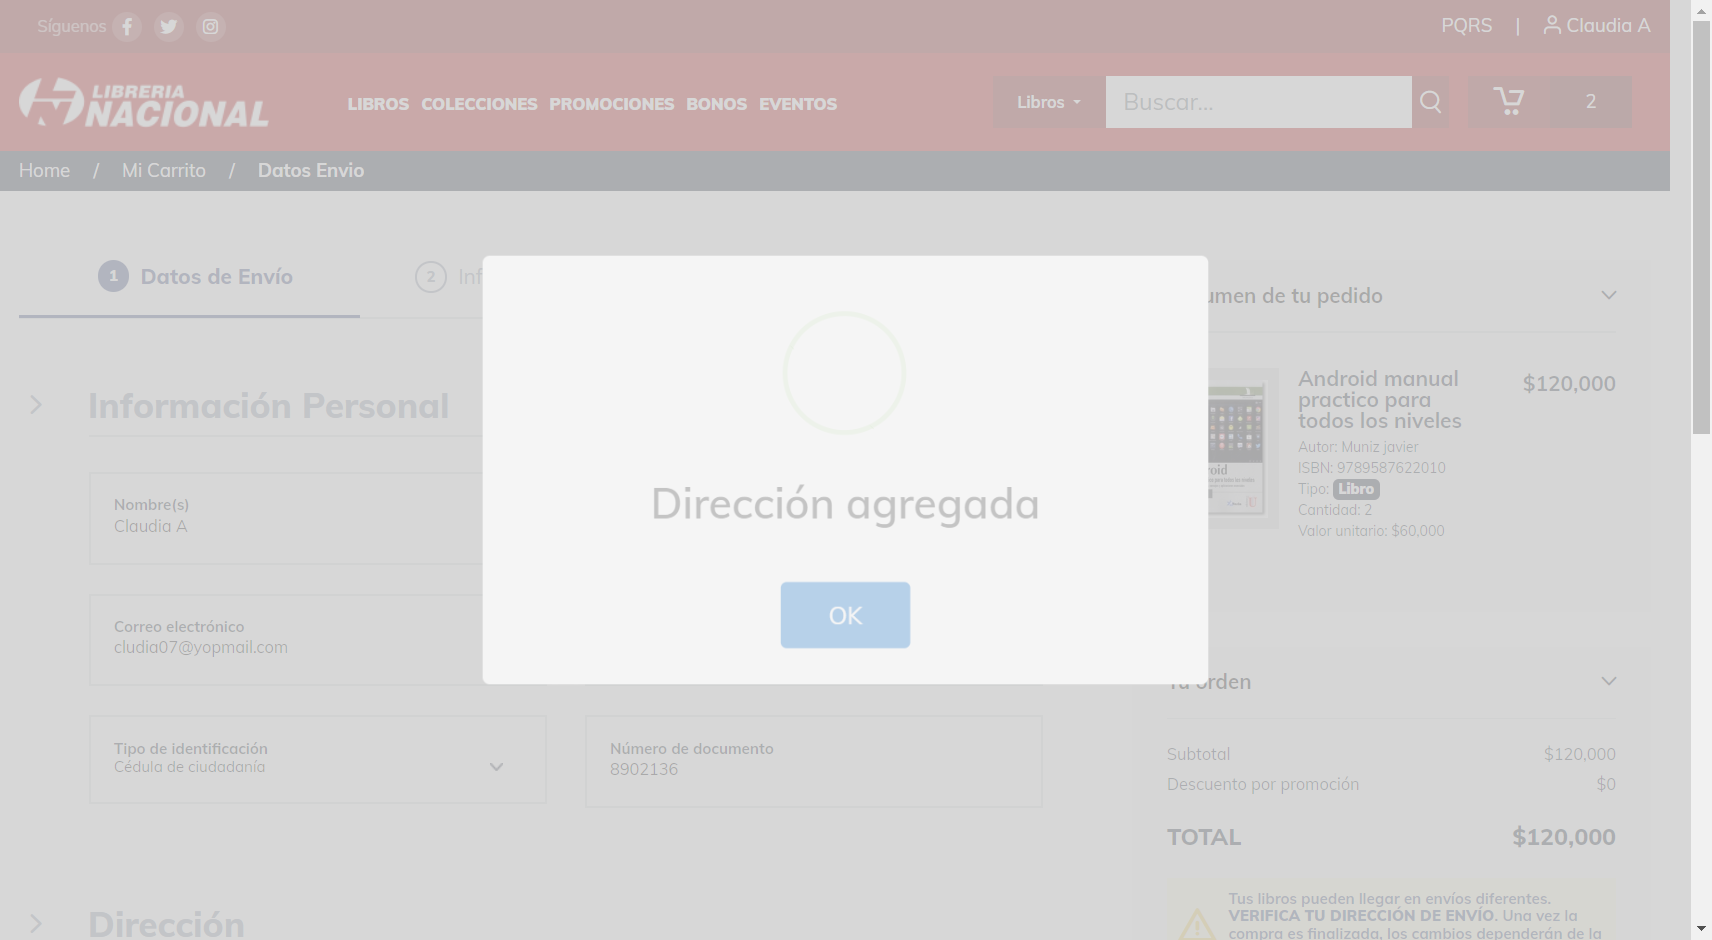 Síguenos
PQRS | Claudia A
LIBRERIA
NACIONAL
LIBROS COLECCIONES PROMOCIONES BONOS EVENTOS
Libros
Buscar...
2
Home / Mi Carrito / Datos Envio
1 Datos de Envío
2 Inf
umen de tu pedido
Información Personal
Nombre(s)
Claudia A
Correo electrónico
cludia07@yopmail.com
Tipo de identificación
Cédula de ciudadanía
Número de documento
8902136
Dirección
Dirección agregada
OK
Android manual
practico para
todos los niveles
$120,000
Autor: Muniz javier
ISBN: 9789587622010
Tipo: Libro
Cantidad: 2
Valor unitario: $60,000
Tu orden
Subtotal $120,000
Descuento por promoción $0
TOTAL $120,000
Tus libros pueden llegar en envíos diferentes.
VERIFICA TU DIRECCIÓN DE ENVÍO. Una vez la
compra es finalizada, los cambios dependerán de la